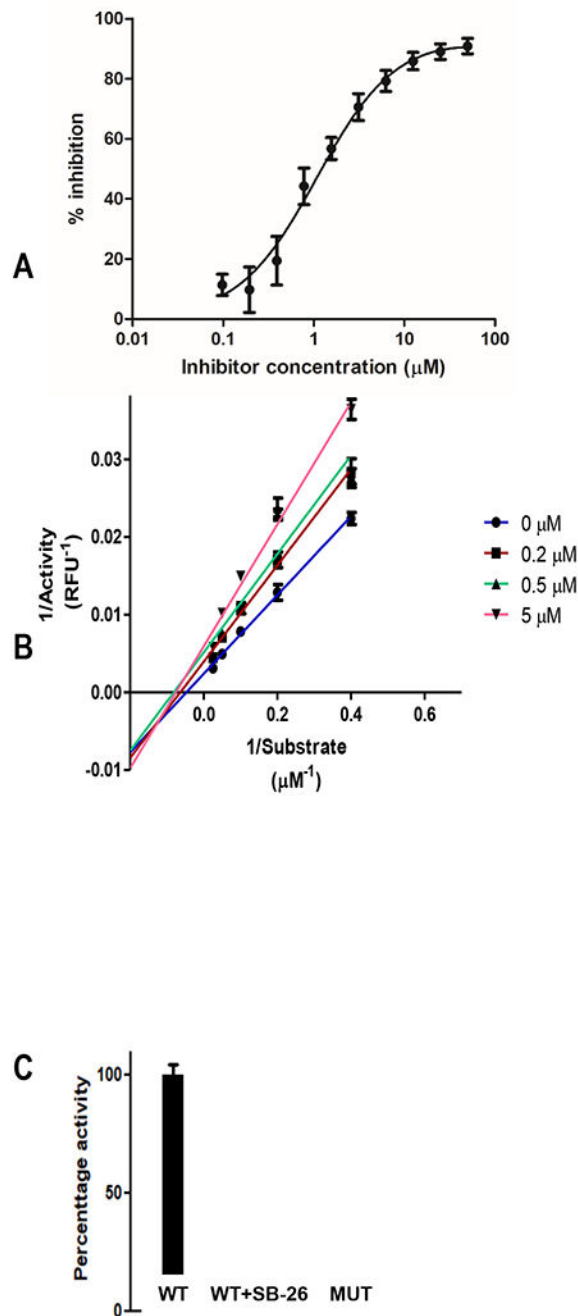 100
80
60
40
20
0
% inhibition
A
0.01 0.1 1 10 100
Inhibitor concentration (μM)
0.03
0.02
0.01
0.00
-0.01
1/Activity
(RFU-1)
B
0.0 0.2 0.4 0.6
1/Substrate
(μM-1)
0 μM
0.2 μM
0.5 μM
5 μM
C
100
50
0
Percenttage activity
WT WT+SB-26 MUT